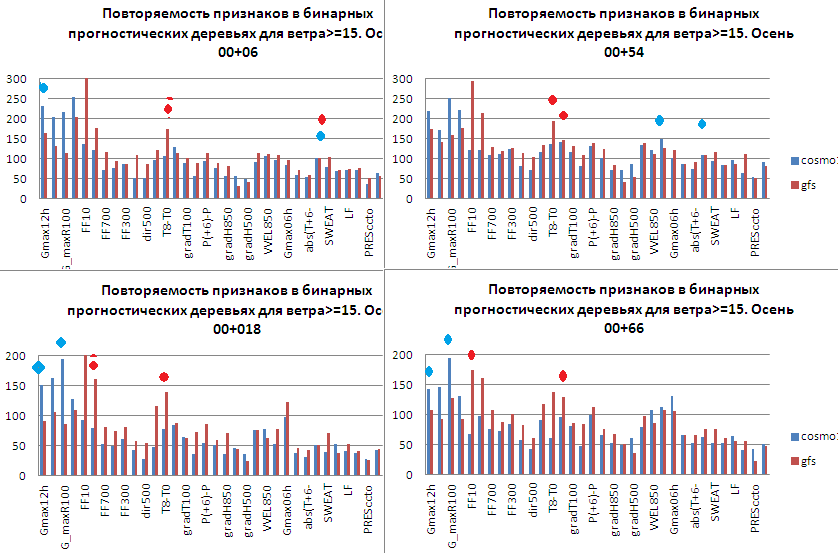 Повторяемость признаков в бинарных
прогностических деревьях для ветра>=15. Ос
00+06
300
250
200
150
100
50
0
Gmax12h
G_maxR100
FF10
FF700
FF300
dir500
T8-T0
gradT100
P(+6)-P
gradH850
gradH500
VVEL850
Gmax06h
abs(T+6-
SWEAT
LF
PRESccto
Повторяемость признаков в бинарных
прогностических деревьях для ветра>=15. Осень
00+54
300
250
200
150
100
50
0
Gmax12h
G_maxR100
FF10
FF700
FF300
dir500
T8-T0
gradT100
P(+6)-P
gradH850
gradH500
VVEL850
Gmax06h
abs(T+6-
SWEAT
LF
PRESccto
cosmo
gfs
Повторяемость признаков в бинарных
прогностических деревьях для ветра>=15. Ос
00+018
200
150
100
50
0
Gmax12h
G_maxR100
FF10
FF700
FF300
dir500
T8-T0
gradT100
P(+6)-P
gradH850
gradH500
VVEL850
Gmax06h
abs(T+6-
SWEAT
LF
PRESccto
Повторяемость признаков в бинарных
прогностических деревьях для ветра>=15. Осень
00+66
200
150
100
50
0
Gmax12h
G_maxR100
FF10
FF700
FF300
dir500
T8-T0
gradT100
P(+6)-P
gradH850
gradH500
VVEL850
Gmax06h
abs(T+6-
SWEAT
LF
PRESccto
cosmo
gfs